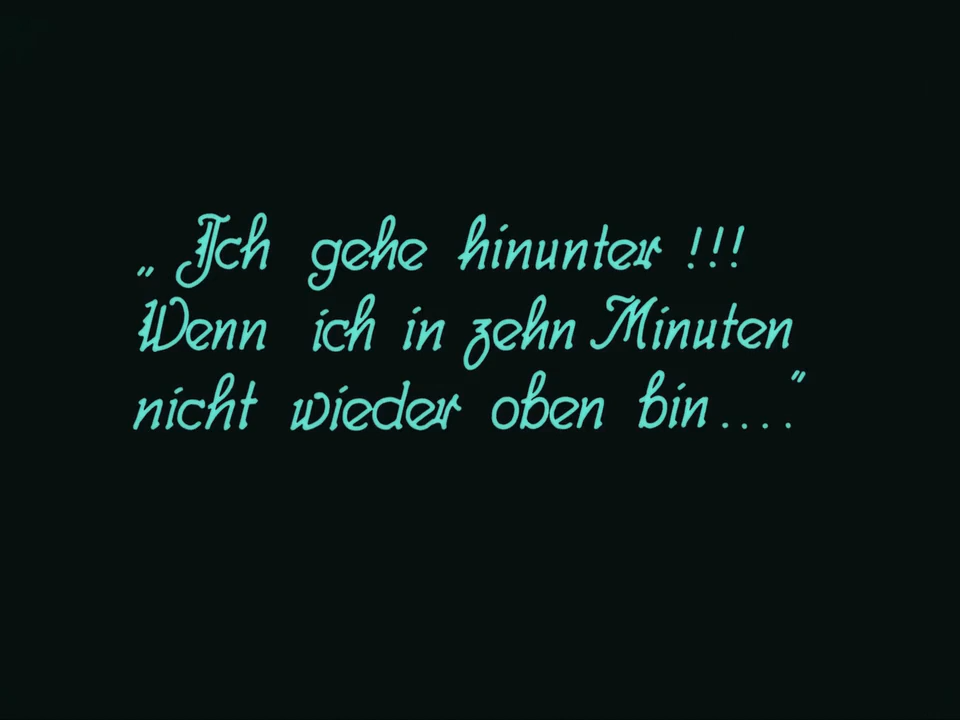 „Ich gehe hinunter !!!
Wenn ich in zehn Minuten
nicht wieder oben bin...."